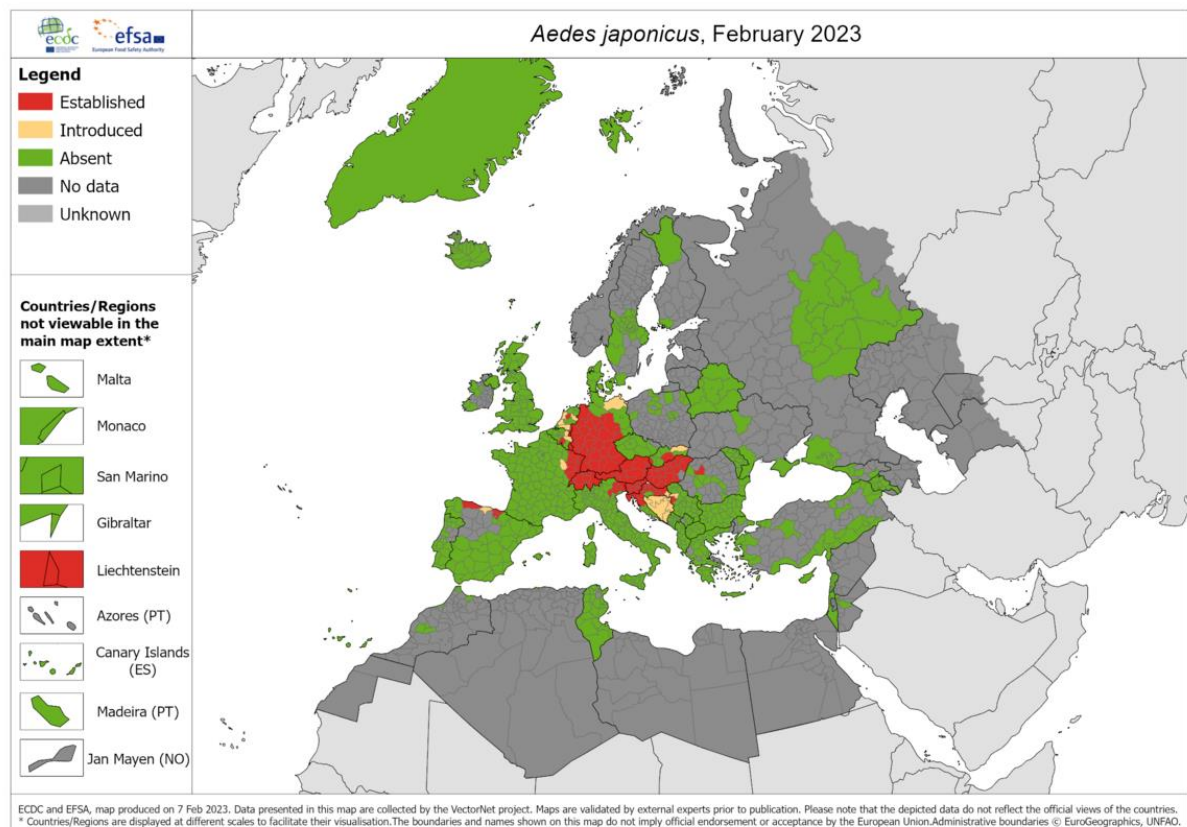 ecdc
efsa
European Food Safety Authority
Aedes japonicus, February 2023
Legend
Established
Introduced
Absent
No data
Unknown
Countries/Regions
not viewable in the
main map extent*
Malta
Monaco
San Marino
Gibraltar
Liechtenstein
Azores (PT)
Canary Islands
(ES)
Madeira (PT)
Jan Mayen (NO)
ECDC and EFSA, map produced on 7 Feb 2023. Data presented in this map are collected by the VectorNet project. Maps are validated by external experts prior to publication. Please note that the depicted data do not reflect the official views of the countries.
* Countries/Regions are displayed at different scales to facilitate their visualisation.The boundaries and names shown on this map do not imply official endorsement or acceptance by the European Union.Administrative boundaries © EuroGeographics, UNFAO.